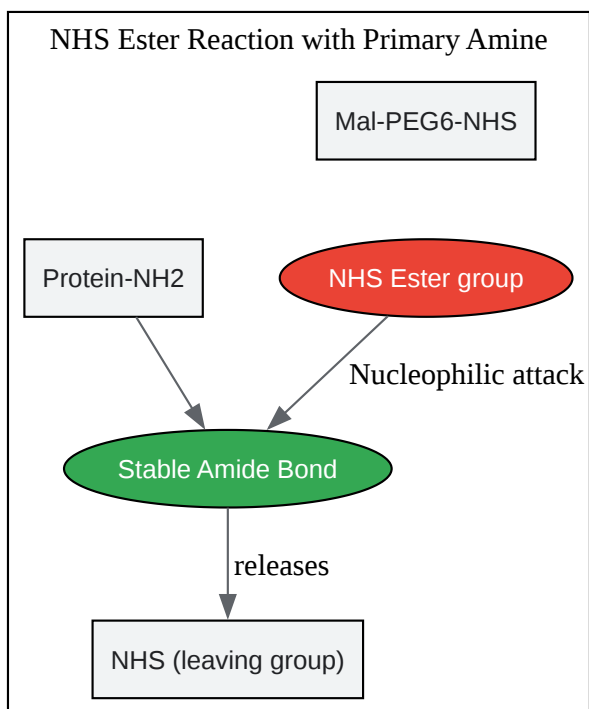 NHS Ester Reaction with Primary Amine
Mal-PEG6-NHS
Protein-NH2
NHS Ester group
Nucleophilic attack
Stable Amide Bond
releases
NHS (leaving group)